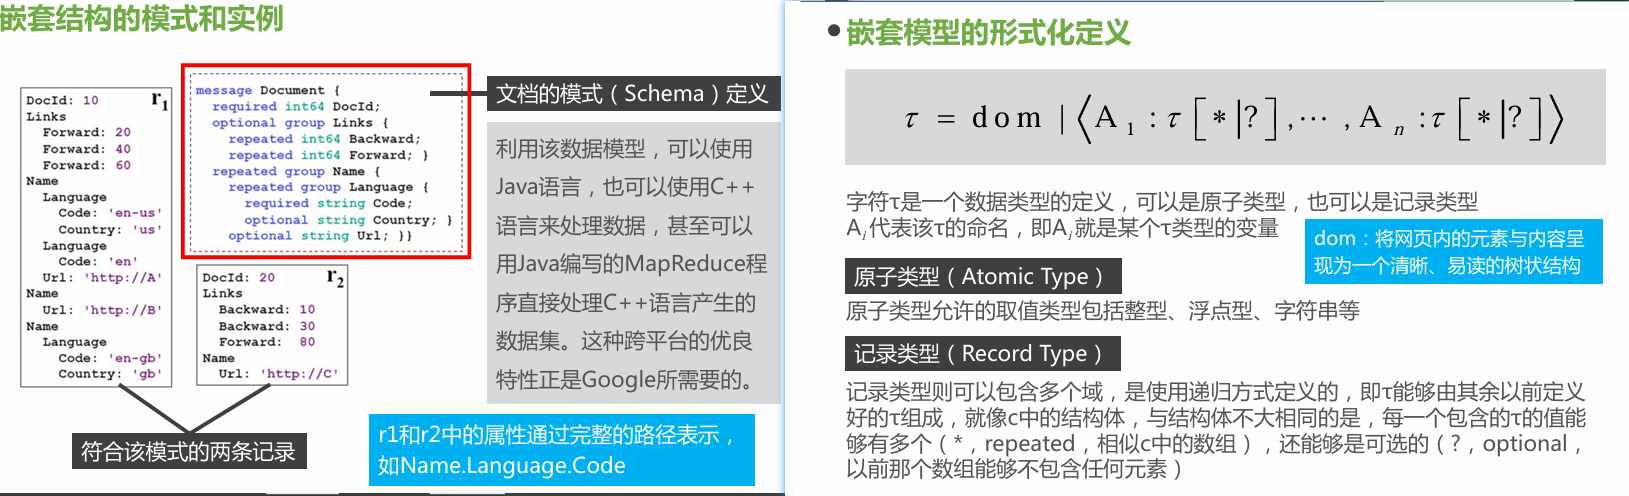 嵌套结构的模式和实例
DocId: 10 r1
Links
Forward: 20
Forward: 40
Forward: 60
Name
Language
Code: 'en-us'
Country: 'us'
Language
Code: 'en'
Url: 'http://A'
Name
Url: 'http://B'
Name
Language
Code: 'en-gb'
Country: 'gb'
message Document {
required int64 DocId;
optional group Links {
repeated int64 Backward;
repeated int64 Forward; }
repeated group Name {
repeated group Language {
required string Code;
optional string Country; }
optional string Url; }}
DocId: 20 r2
Links
Backward: 10
Backward: 30
Forward: 80
Name
Url: 'http://C'
符合该模式的两条记录
文档的模式（Schema）定义
利用该数据模型，可以使用
Java语言，也可以使用C++
语言来处理数据，甚至可以
用Java编写的MapReduce程
序直接处理C++语言产生的
数据集。这种跨平台的优良
特性正是Google所需要的。
r1和r2中的属性通过完整的路径表示，
如Name.Language.Code
●嵌套模型的形式化定义
τ = dom | ⟨A1 : τ[*|?], ⋯ , An : τ[*|?]⟩
字符τ是一个数据类型的定义，可以是原子类型，也可以是记录类型
Ai代表该τ的命名，即Ai就是某个τ类型的变量
dom：将网页内的元素与内容呈
现为一个清晰、易读的树状结构
原子类型（Atomic Type）
原子类型允许的取值类型包括整型、浮点型、字符串等
记录类型（Record Type）
记录类型则可以包含多个域，是使用递归方式定义的，即τ能够由其余以前定义
好的τ组成，就像c中的结构体，与结构体不大相同的是，每一个包含的τ的值能
够有多个（*，repeated，相似c中的数组），还能够是可选的（?，optional，
以前那个数组能够不包含任何元素）